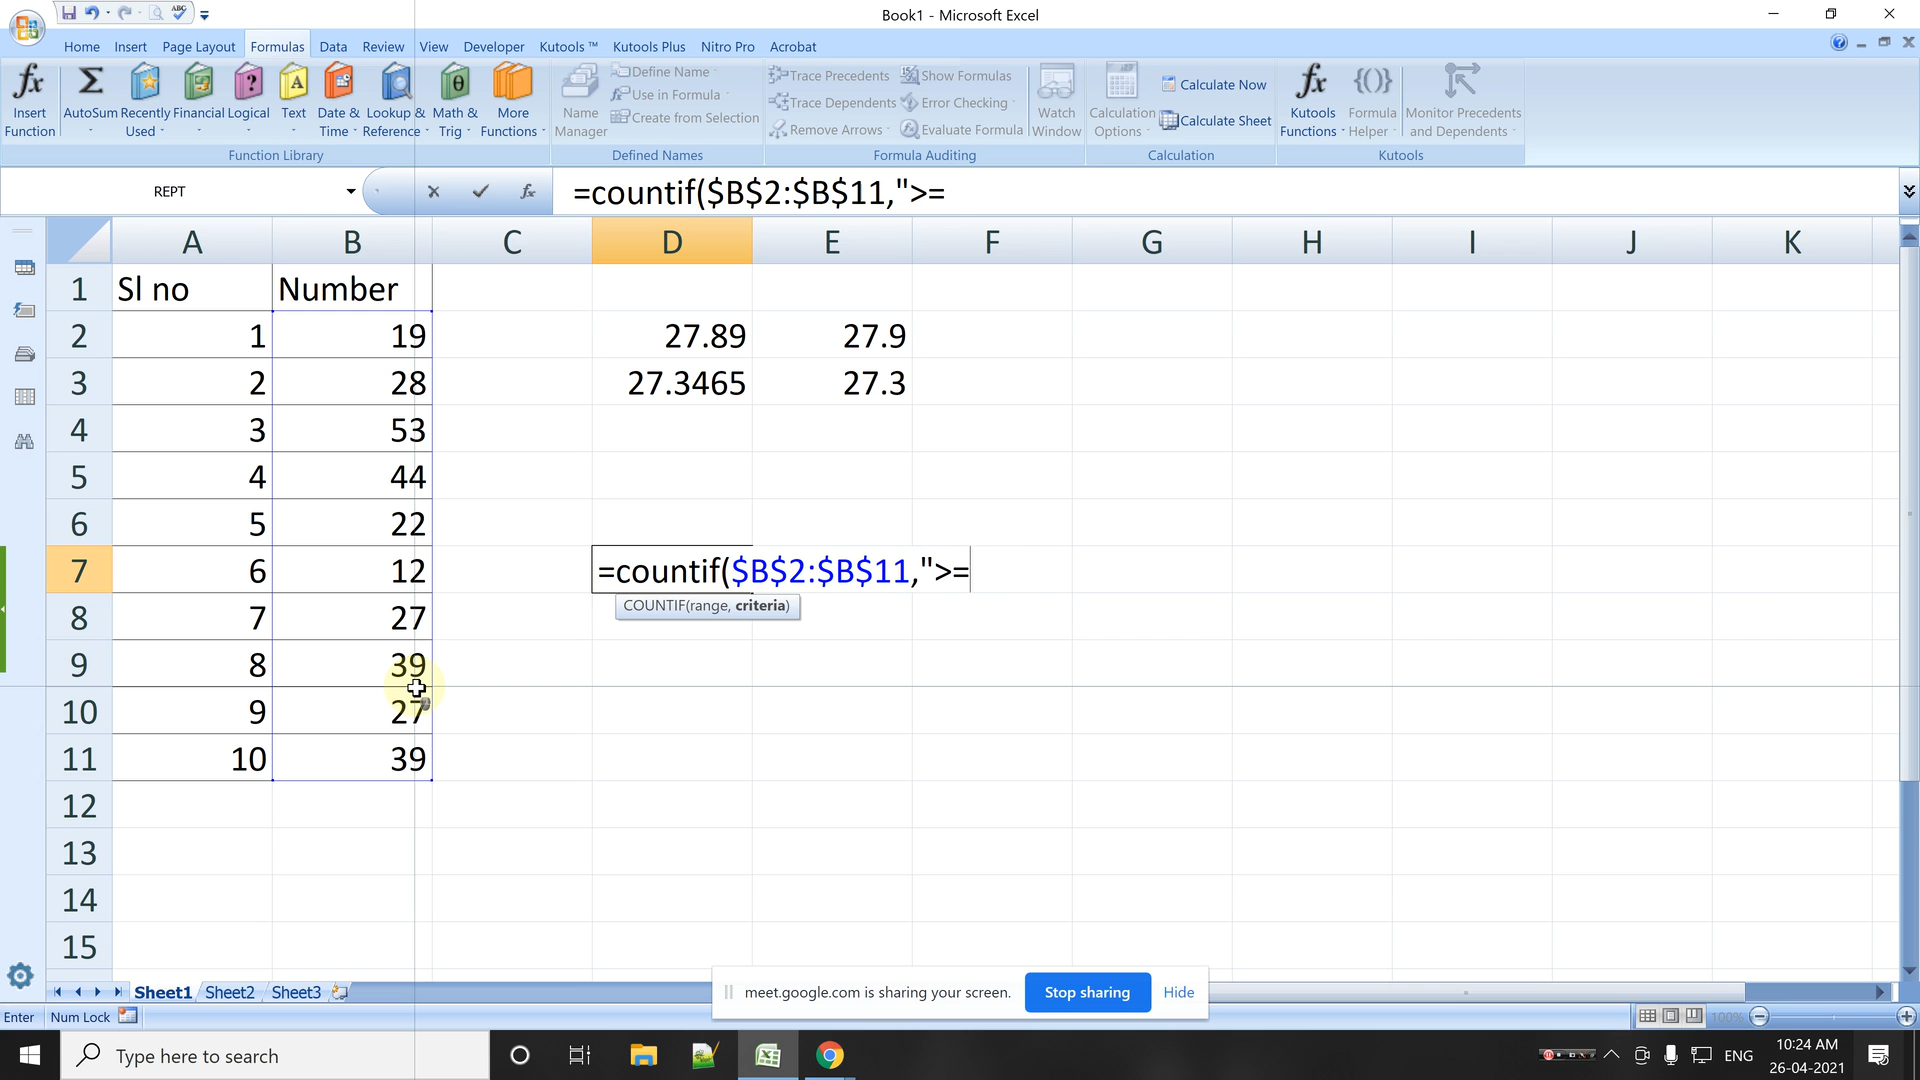 ABC
Book1 - Microsoft Excel
Home Insert Page Layout Formulas Data Review View Developer Kutools ™ Kutools Plus Nitro Pro Acrobat
Insert Function
AutoSum
Recently Used
Financial
Logical
Text
Date & Time
Lookup & Reference
Math & Trig
More Functions
Function Library
Name Manager
Define Name
Use in Formula
Create from Selection
Defined Names
Trace Precedents
Trace Dependents
Remove Arrows
Show Formulas
Error Checking
Evaluate Formula
Formula Auditing
Watch Window
Calculation Options
Calculate Now
Calculate Sheet
Calculation
Kutools Functions
Formula Helper
Monitor Precedents and Dependents
Kutools
REPT fx =countif($B$2:$B$11,">=
A B C D E F G H I J K
1 Sl no Number
2 1 19 27.89 27.9
3 2 28 27.3465 27.3
4 3 53
5 4 44
6 5 22
7 6 12 =countif($B$2:$B$11,">=
COUNTIF(range, criteria)
8 7 27
9 8 39
10 9 27
11 10 39
12
13
14
15
Sheet1 Sheet2 Sheet3
meet.google.com is sharing your screen. Stop sharing Hide
Enter Num Lock 100%
Type here to search
ENG
10:24 AM
26-04-2021